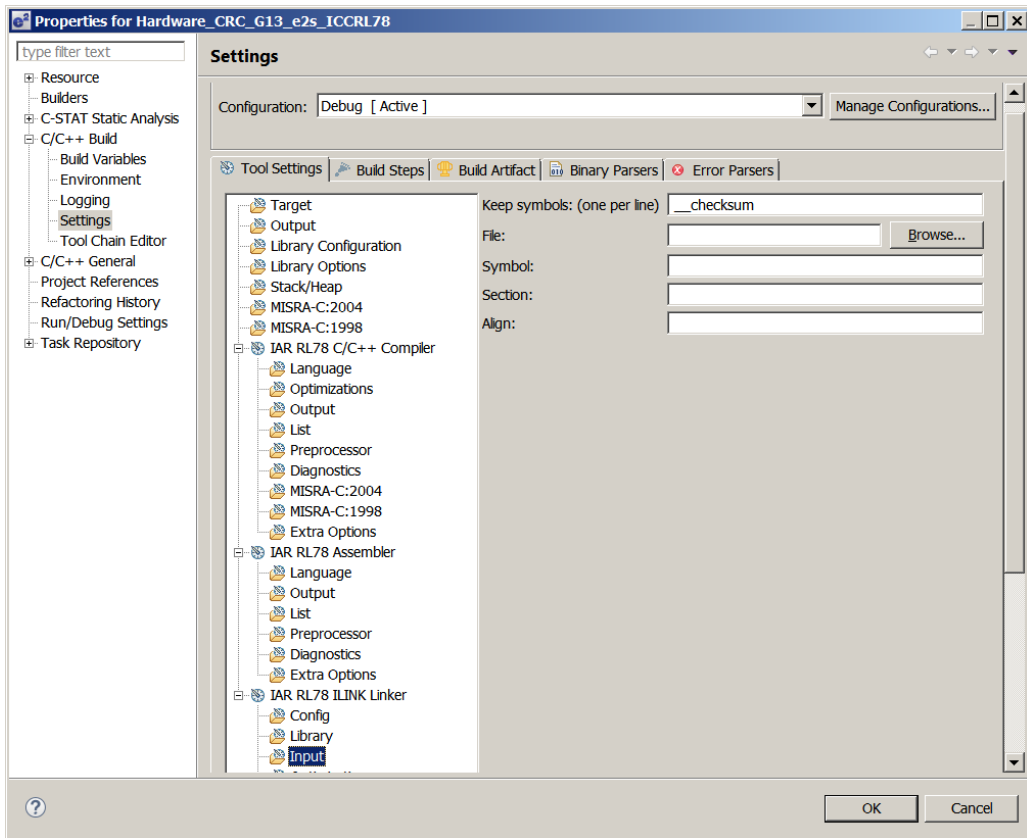 e² Properties for Hardware_CRC_G13_e2s_ICCRL78
type filter text
Resource
Builders
C-STAT Static Analysis
C/C++ Build
Build Variables
Environment
Logging
Settings
Tool Chain Editor
C/C++ General
Project References
Refactoring History
Run/Debug Settings
Task Repository
Settings
Configuration: Debug [ Active ] Manage Configurations...
Tool Settings Build Steps Build Artifact Binary Parsers Error Parsers
Target
Output
Library Configuration
Library Options
Stack/Heap
MISRA-C:2004
MISRA-C:1998
IAR RL78 C/C++ Compiler
Language
Optimizations
Output
List
Preprocessor
Diagnostics
MISRA-C:2004
MISRA-C:1998
Extra Options
IAR RL78 Assembler
Language
Output
List
Preprocessor
Diagnostics
Extra Options
IAR RL78 ILINK Linker
Config
Library
Input
Keep symbols: (one per line) __checksum
File: Browse...
Symbol:
Section:
Align:
? OK Cancel